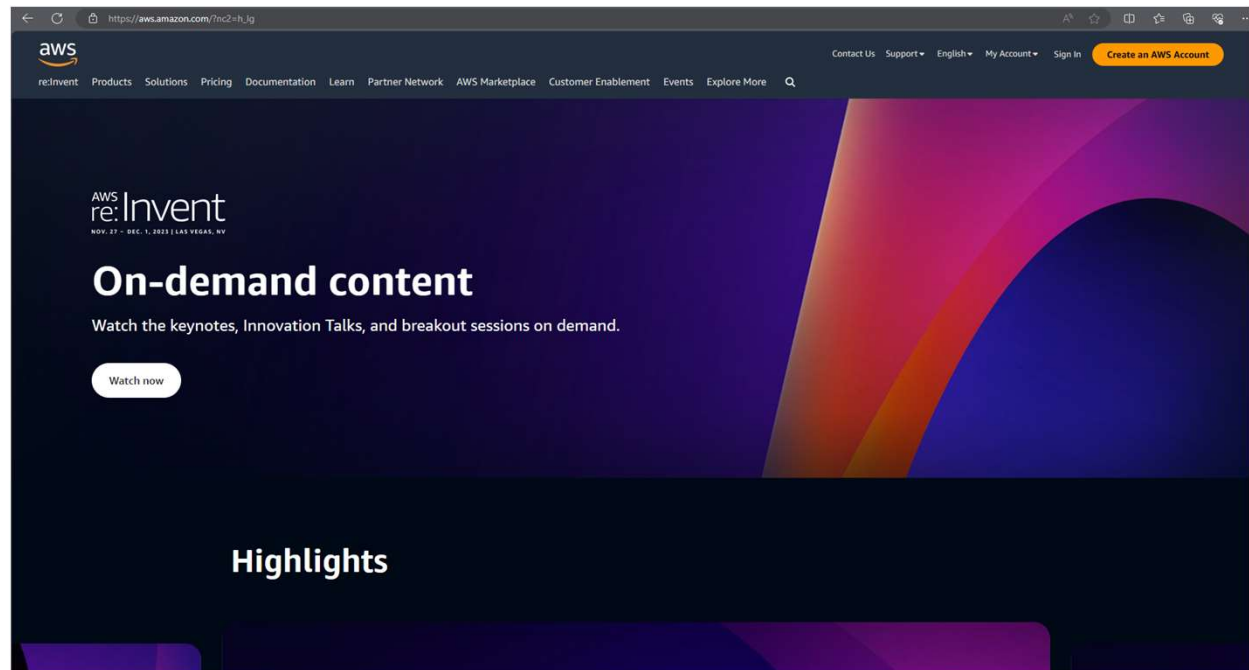 https://aws.amazon.com/?nc2=h_lg
aws
Contact Us Support English My Account Sign In Create an AWS Account
re:Invent Products Solutions Pricing Documentation Learn Partner Network AWS Marketplace Customer Enablement Events Explore More
AWS
re:Invent
NOV. 27 – DEC. 1, 2023 | LAS VEGAS, NV
On-demand content
Watch the keynotes, Innovation Talks, and breakout sessions on demand.
Watch now
Highlights